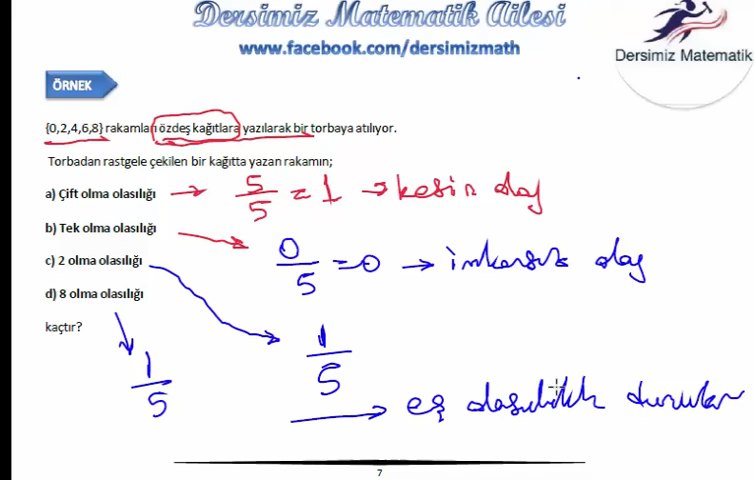 Dersimiz Matematik Ailesi
www.facebook.com/dersimizmath
Dersimiz Matematik
ÖRNEK
{0,2,4,6,8} rakamları özdeş kağıtlara yazılarak bir torbaya atılıyor.
Torbadan rastgele çekilen bir kağıtta yazan rakamın;
a) Çift olma olasılığı → 5/5 = 1 → kesin olay
b) Tek olma olasılığı → 0/5 = 0 → imkansız olay
c) 2 olma olasılığı → 1/5
d) 8 olma olasılığı → 1/5
kaçtır?
→ eş olasılıklı durumlar
7